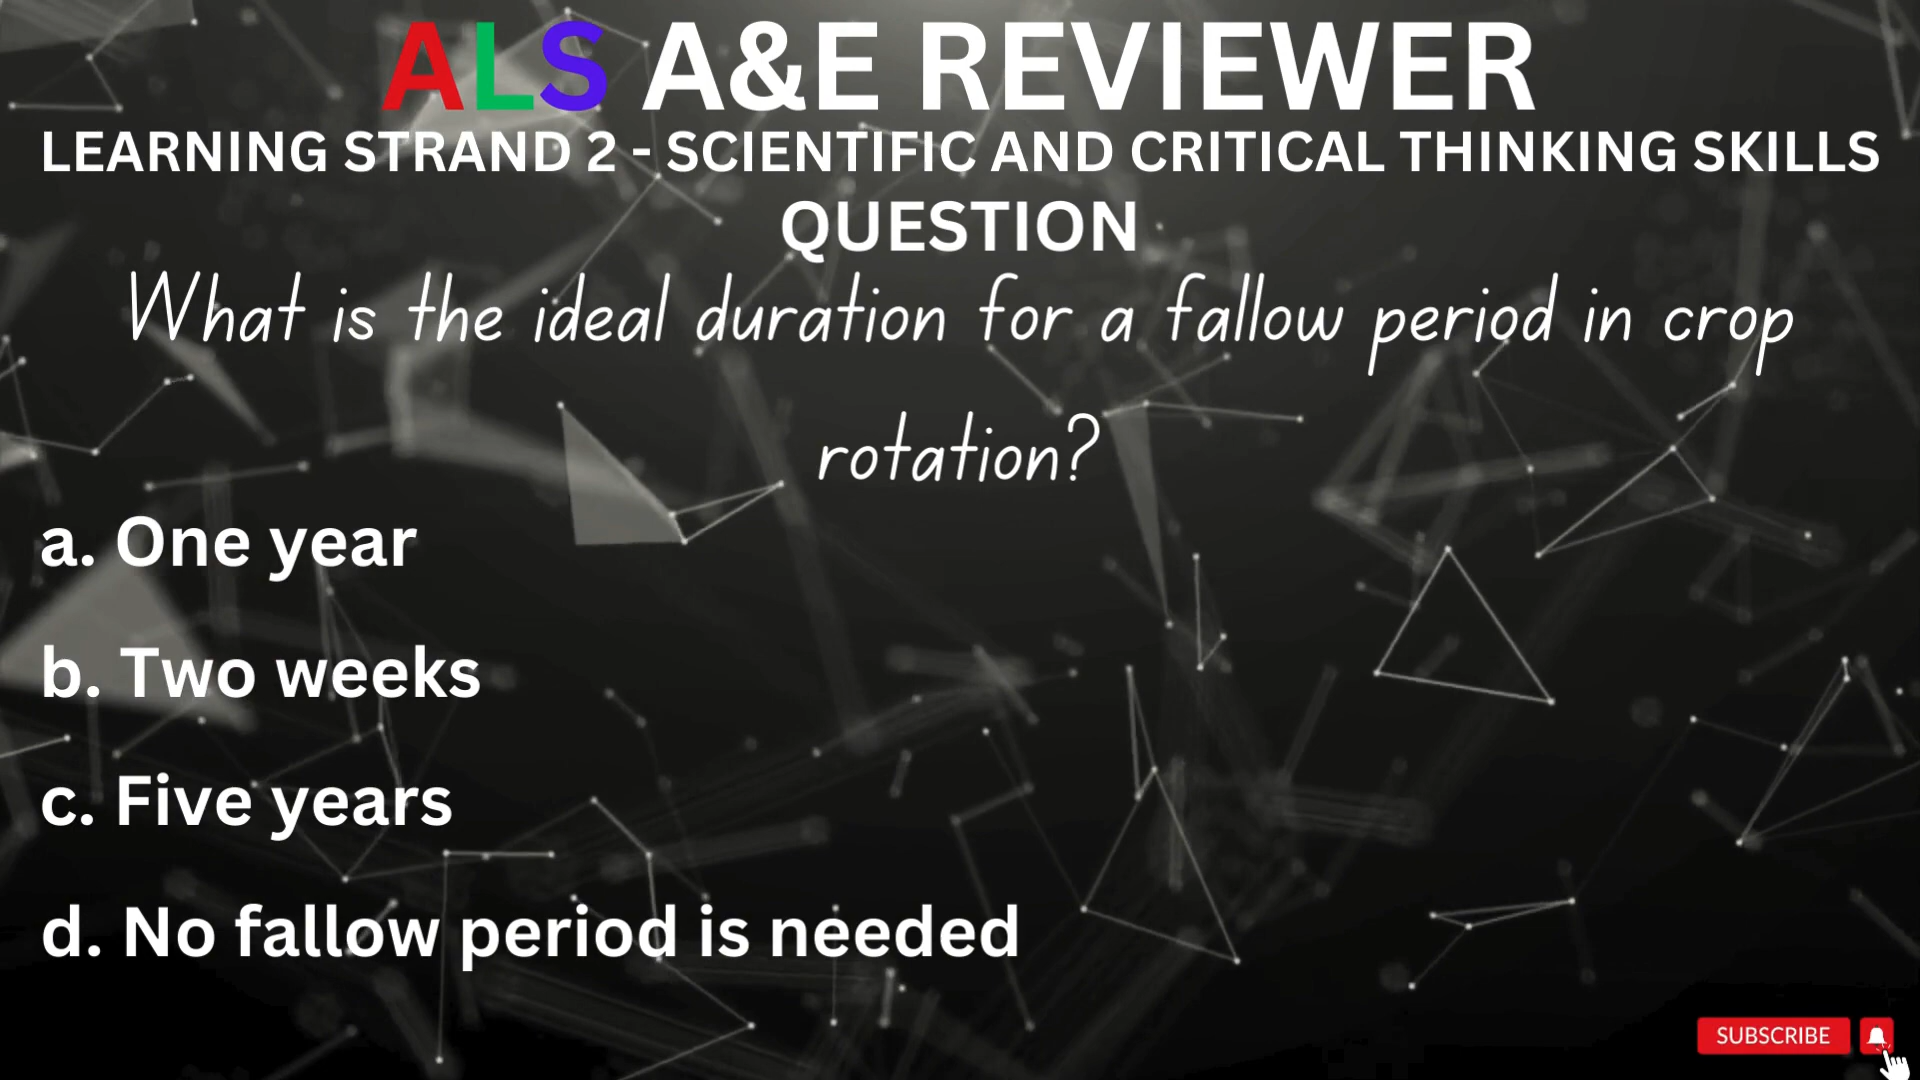 ALS A&E REVIEWER
LEARNING STRAND 2 - SCIENTIFIC AND CRITICAL THINKING SKILLS
QUESTION
What is the ideal duration for a fallow period in crop
rotation?
a. One year
b. Two weeks
c. Five years
d. No fallow period is needed
SUBSCRIBE